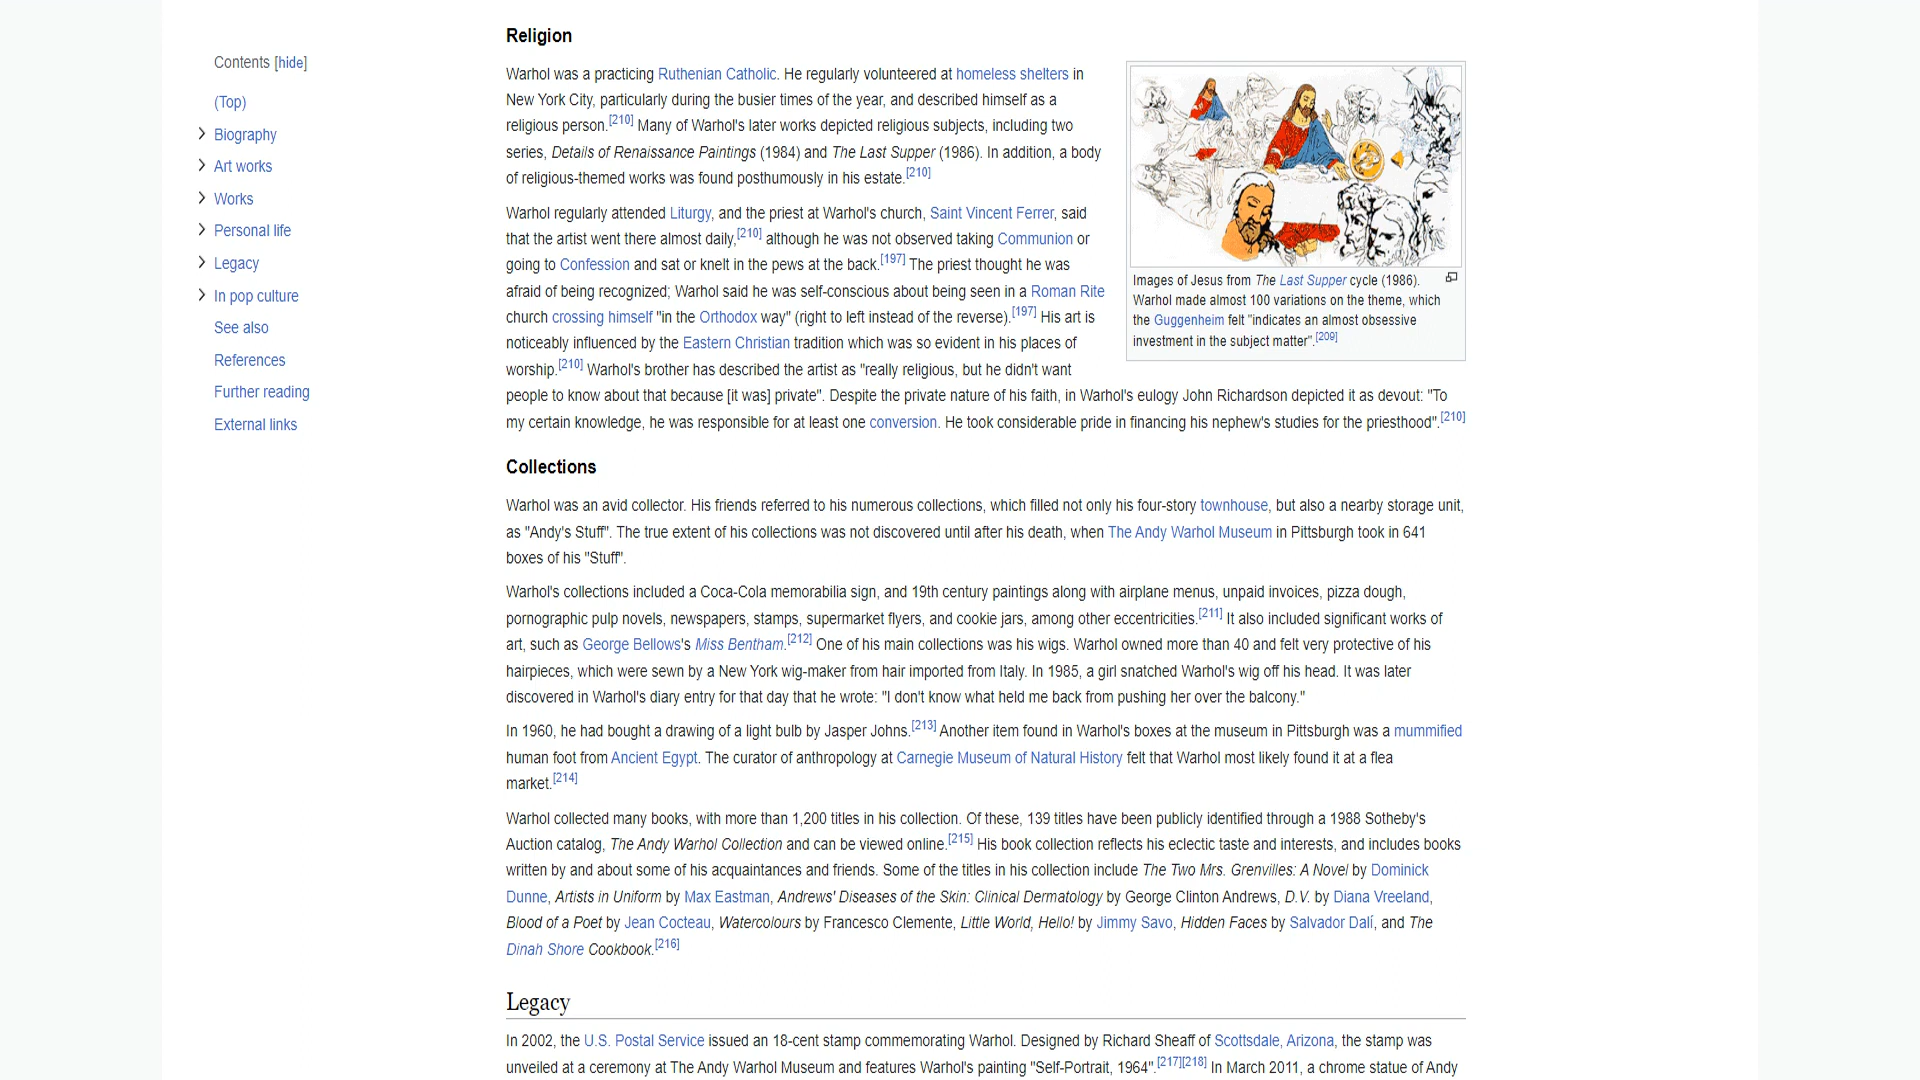 Contents [hide]
(Top)
Biography
Art works
Works
Personal life
Legacy
In pop culture
See also
References
Further reading
External links
Religion
Warhol was a practicing Ruthenian Catholic. He regularly volunteered at homeless shelters in
New York City, particularly during the busier times of the year, and described himself as a
religious person.[210] Many of Warhol's later works depicted religious subjects, including two
series, Details of Renaissance Paintings (1984) and The Last Supper (1986). In addition, a body
of religious-themed works was found posthumously in his estate.[210]
Warhol regularly attended Liturgy, and the priest at Warhol's church, Saint Vincent Ferrer, said
that the artist went there almost daily,[210] although he was not observed taking Communion or
going to Confession and sat or knelt in the pews at the back.[197] The priest thought he was
afraid of being recognized; Warhol said he was self-conscious about being seen in a Roman Rite
church crossing himself "in the Orthodox way" (right to left instead of the reverse).[197] His art is
noticeably influenced by the Eastern Christian tradition which was so evident in his places of
worship.[210] Warhol's brother has described the artist as "really religious, but he didn't want
people to know about that because [it was] private". Despite the private nature of his faith, in Warhol's eulogy John Richardson depicted it as devout: "To
my certain knowledge, he was responsible for at least one conversion. He took considerable pride in financing his nephew's studies for the priesthood".[210]
Images of Jesus from The Last Supper cycle (1986).
Warhol made almost 100 variations on the theme, which
the Guggenheim felt "indicates an almost obsessive
investment in the subject matter".[209]
Collections
Warhol was an avid collector. His friends referred to his numerous collections, which filled not only his four-story townhouse, but also a nearby storage unit,
as "Andy's Stuff". The true extent of his collections was not discovered until after his death, when The Andy Warhol Museum in Pittsburgh took in 641
boxes of his "Stuff".
Warhol's collections included a Coca-Cola memorabilia sign, and 19th century paintings along with airplane menus, unpaid invoices, pizza dough,
pornographic pulp novels, newspapers, stamps, supermarket flyers, and cookie jars, among other eccentricities.[211] It also included significant works of
art, such as George Bellows's Miss Bentham.[212] One of his main collections was his wigs. Warhol owned more than 40 and felt very protective of his
hairpieces, which were sewn by a New York wig-maker from hair imported from Italy. In 1985, a girl snatched Warhol's wig off his head. It was later
discovered in Warhol's diary entry for that day that he wrote: "I don't know what held me back from pushing her over the balcony."
In 1960, he had bought a drawing of a light bulb by Jasper Johns.[213] Another item found in Warhol's boxes at the museum in Pittsburgh was a mummified
human foot from Ancient Egypt. The curator of anthropology at Carnegie Museum of Natural History felt that Warhol most likely found it at a flea
market.[214]
Warhol collected many books, with more than 1,200 titles in his collection. Of these, 139 titles have been publicly identified through a 1988 Sotheby's
Auction catalog, The Andy Warhol Collection and can be viewed online.[215] His book collection reflects his eclectic taste and interests, and includes books
written by and about some of his acquaintances and friends. Some of the titles in his collection include The Two Mrs. Grenvilles: A Novel by Dominick
Dunne, Artists in Uniform by Max Eastman, Andrews' Diseases of the Skin: Clinical Dermatology by George Clinton Andrews, D.V. by Diana Vreeland,
Blood of a Poet by Jean Cocteau, Watercolours by Francesco Clemente, Little World, Hello! by Jimmy Savo, Hidden Faces by Salvador Dalí, and The
Dinah Shore Cookbook.[216]
Legacy
In 2002, the U.S. Postal Service issued an 18-cent stamp commemorating Warhol. Designed by Richard Sheaff of Scottsdale, Arizona, the stamp was
unveiled at a ceremony at The Andy Warhol Museum and features Warhol's painting "Self-Portrait, 1964".[217][218] In March 2011, a chrome statue of Andy